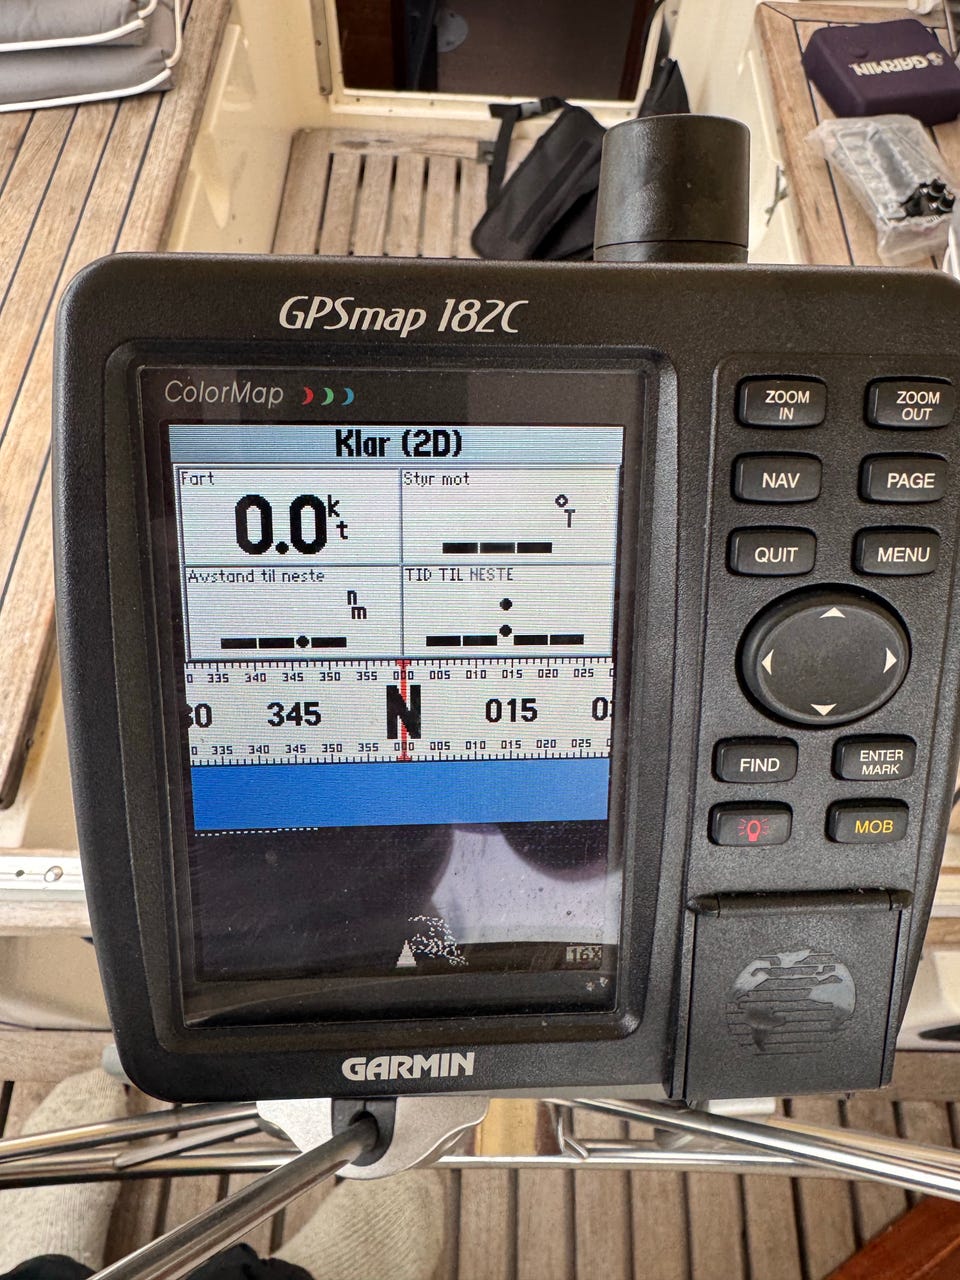 GARMIN
GPSmap 182C
ColorMap
Klar (2D)
Fart
Styr mot
0.0 kt
° T
_ _ _
Avstand til neste
TID TIL NESTE
nm
_ _._
_ _:_ _
335 340 345 350 355 000 005 010 015 020 025
345 N 015
335 340 345 350 355 000 005 010 015 020 025
16X
GARMIN
ZOOM IN
ZOOM OUT
NAV
PAGE
QUIT
MENU
FIND
ENTER MARK
MOB